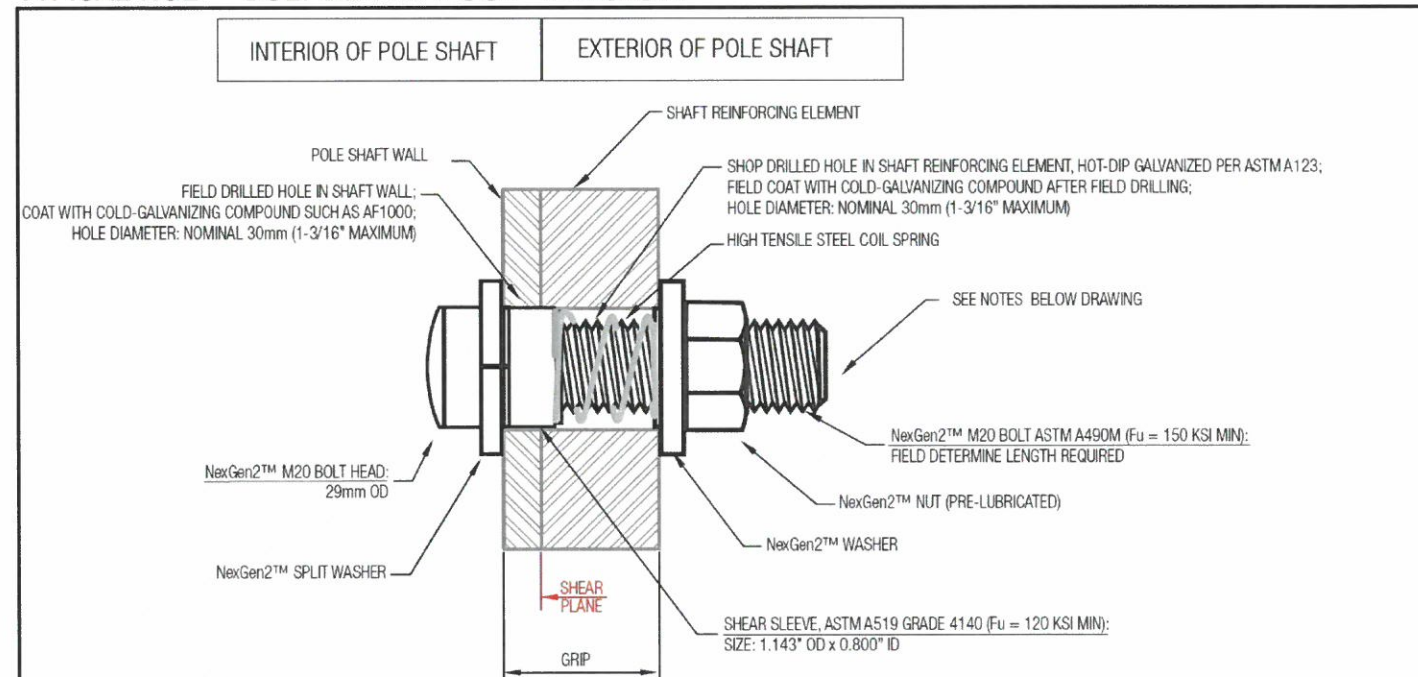 INTERIOR OF POLE SHAFT
EXTERIOR OF POLE SHAFT
SHAFT REINFORCING ELEMENT
POLE SHAFT WALL
SHOP DRILLED HOLE IN SHAFT REINFORCING ELEMENT, HOT-DIP GALVANIZED PER ASTM A123;
FIELD COAT WITH COLD-GALVANIZING COMPOUND AFTER FIELD DRILLING;
HOLE DIAMETER: NOMINAL 30mm (1-3/16" MAXIMUM)
FIELD DRILLED HOLE IN SHAFT WALL;
COAT WITH COLD-GALVANIZING COMPOUND SUCH AS AF1000;
HOLE DIAMETER: NOMINAL 30mm (1-3/16" MAXIMUM)
HIGH TENSILE STEEL COIL SPRING
SEE NOTES BELOW DRAWING
NexGen2™ M20 BOLT ASTM A490M (Fu = 150 KSI MIN):
FIELD DETERMINE LENGTH REQUIRED
NexGen2™ M20 BOLT HEAD:
29mm OD
NexGen2™ NUT (PRE-LUBRICATED)
NexGen2™ WASHER
NexGen2™ SPLIT WASHER
SHEAR
PLANE
SHEAR SLEEVE, ASTM A519 GRADE 4140 (Fu = 120 KSI MIN):
SIZE: 1.143" OD x 0.800" ID
GRIP